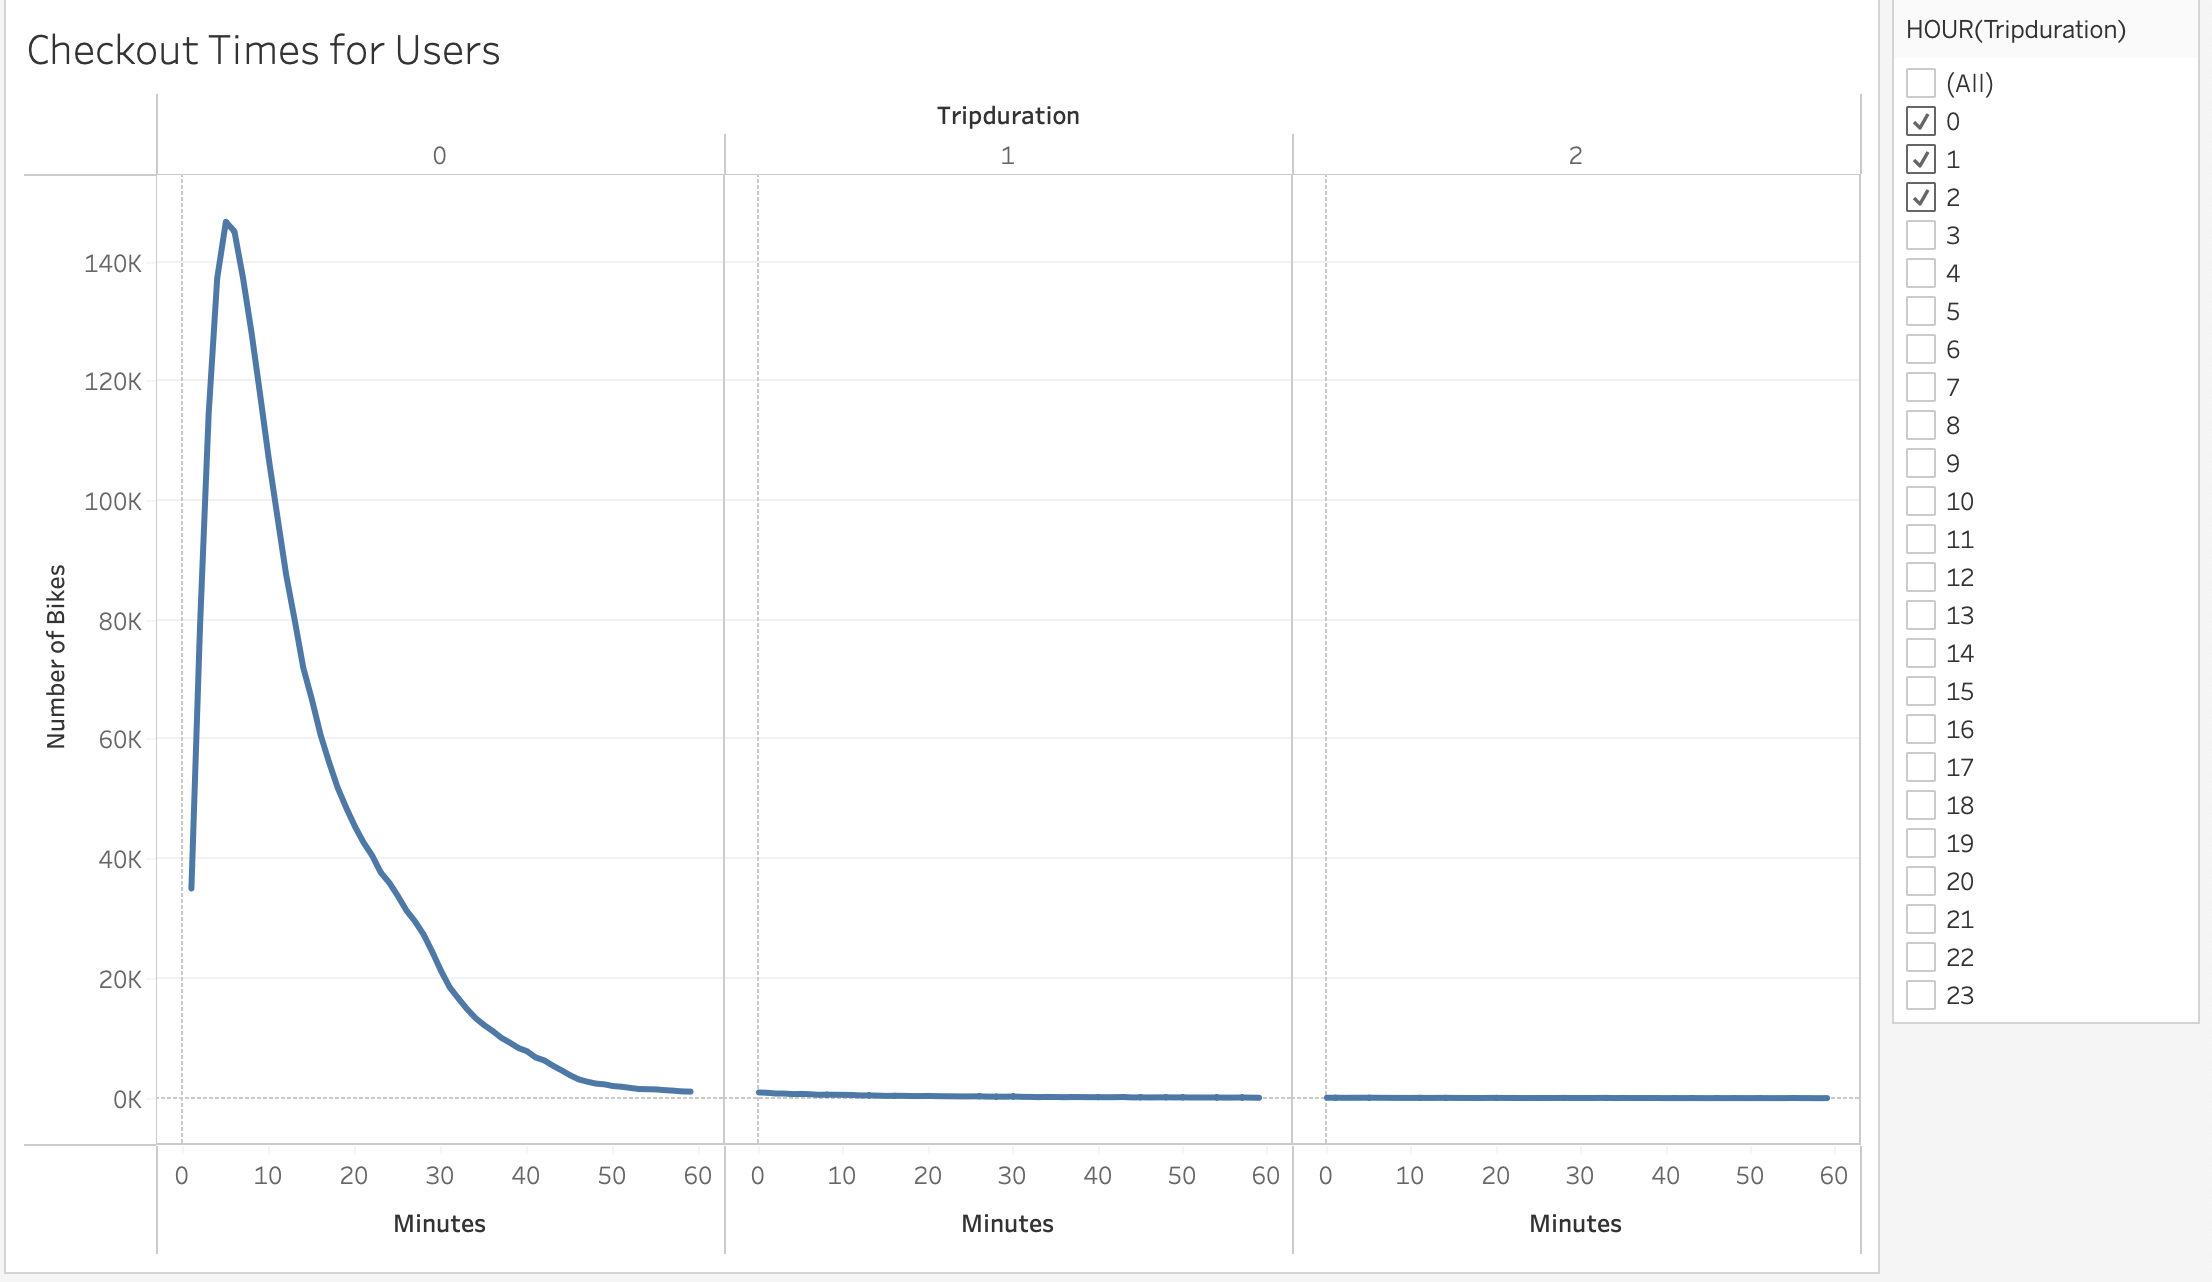 Checkout Times for Users
Tripduration
0 1 2
140K
120K
100K
80K
60K
40K
20K
0K
Number of Bikes
0 10 20 30 40 50 60 0 10 20 30 40 50 60 0 10 20 30 40 50 60
Minutes Minutes Minutes
HOUR(Tripduration)
(All)
0
1
2
3
4
5
6
7
8
9
10
11
12
13
14
15
16
17
18
19
20
21
22
23